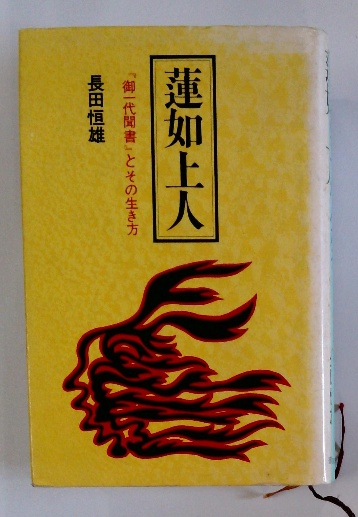 蓮如上人
『御一代聞書』とその生き方
長田恒雄